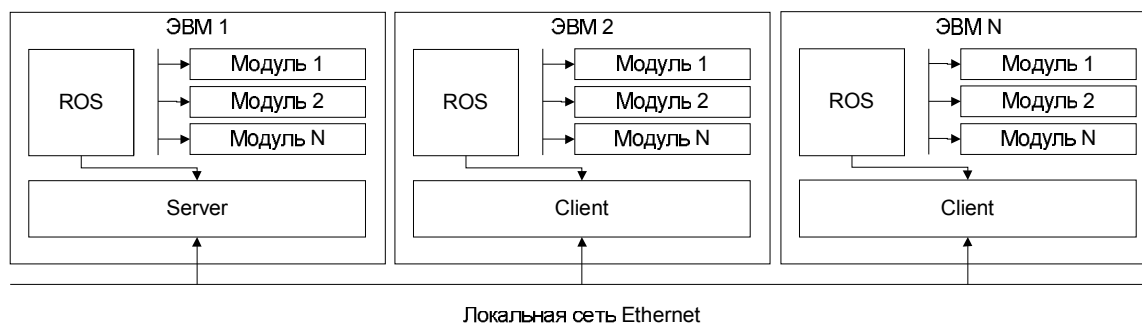 ЭВМ 1
ROS
Модуль 1
Модуль 2
Модуль N
Server
ЭВМ 2
ROS
Модуль 1
Модуль 2
Модуль N
Client
ЭВМ N
ROS
Модуль 1
Модуль 2
Модуль N
Client
Локальная сеть Ethernet